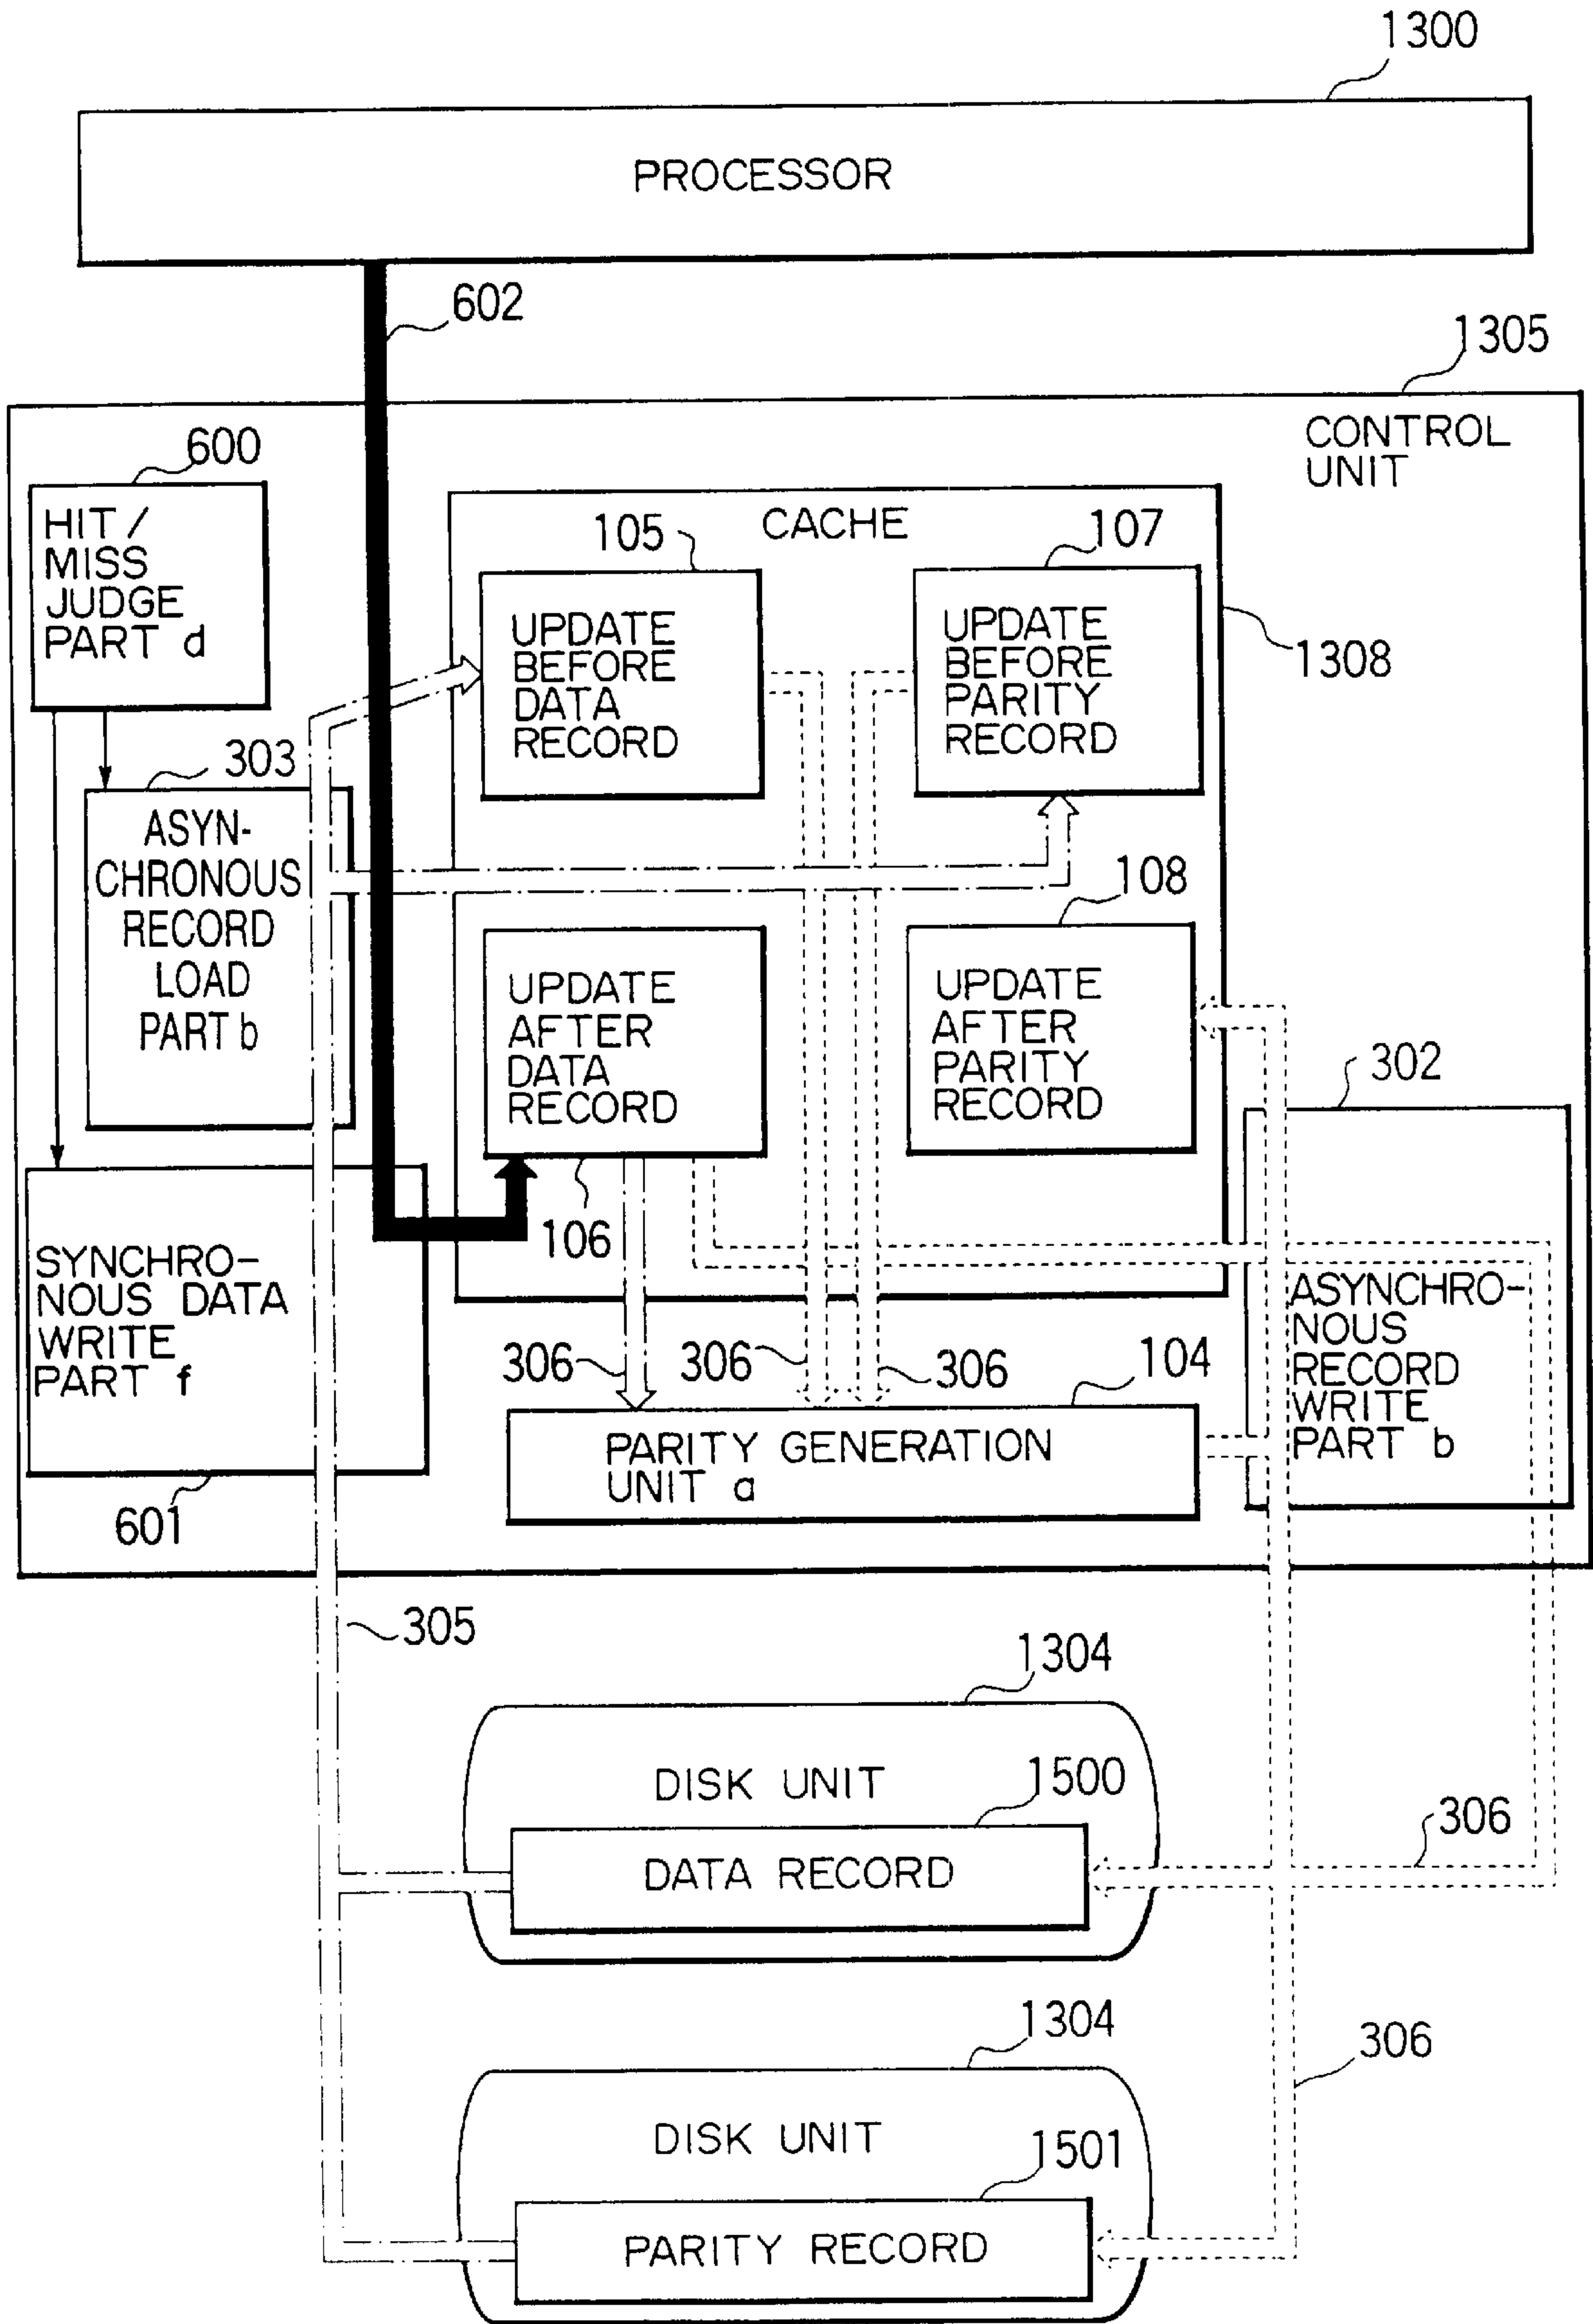 1300
PROCESSOR
602
1305
CONTROL
UNIT
600
HIT /
MISS
JUDGE
PART d
CACHE
105
107
UPDATE
BEFORE
DATA
RECORD
UPDATE
BEFORE
PARITY
RECORD
1308
303
ASYN-
CHRONOUS
RECORD
LOAD
PART b
108
UPDATE
AFTER
DATA
RECORD
UPDATE
AFTER
PARITY
RECORD
302
106
SYNCHRO-
NOUS DATA
WRITE
PART f
ASYNCHRO-
NOUS
RECORD
WRITE
PART b
306
306
306
104
PARITY GENERATION
UNIT a
601
305
1304
DISK UNIT
1500
DATA RECORD
306
1304
306
DISK UNIT
1501
PARITY RECORD